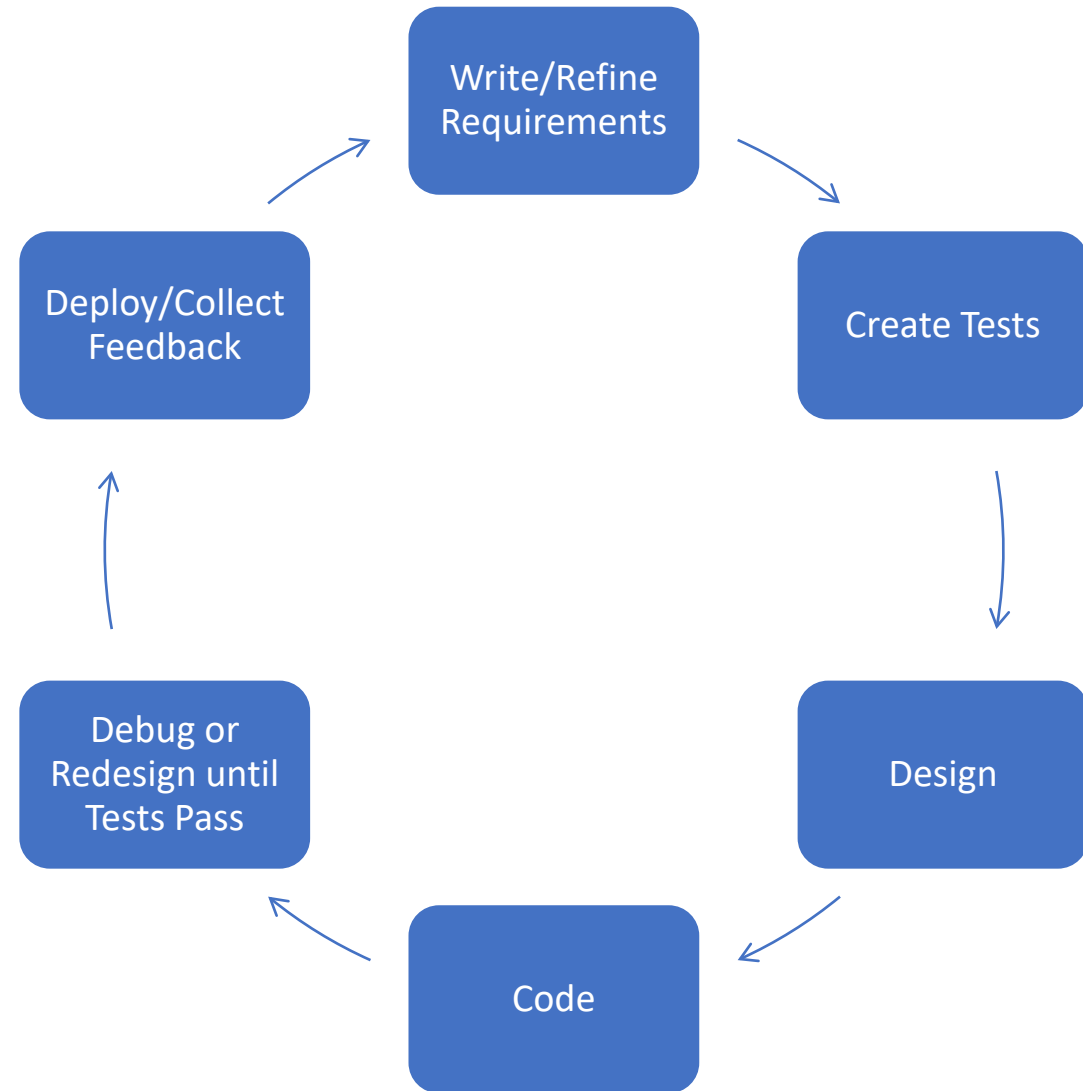 Write/Refine
Requirements
Create Tests
Design
Code
Debug or
Redesign until
Tests Pass
Deploy/Collect
Feedback